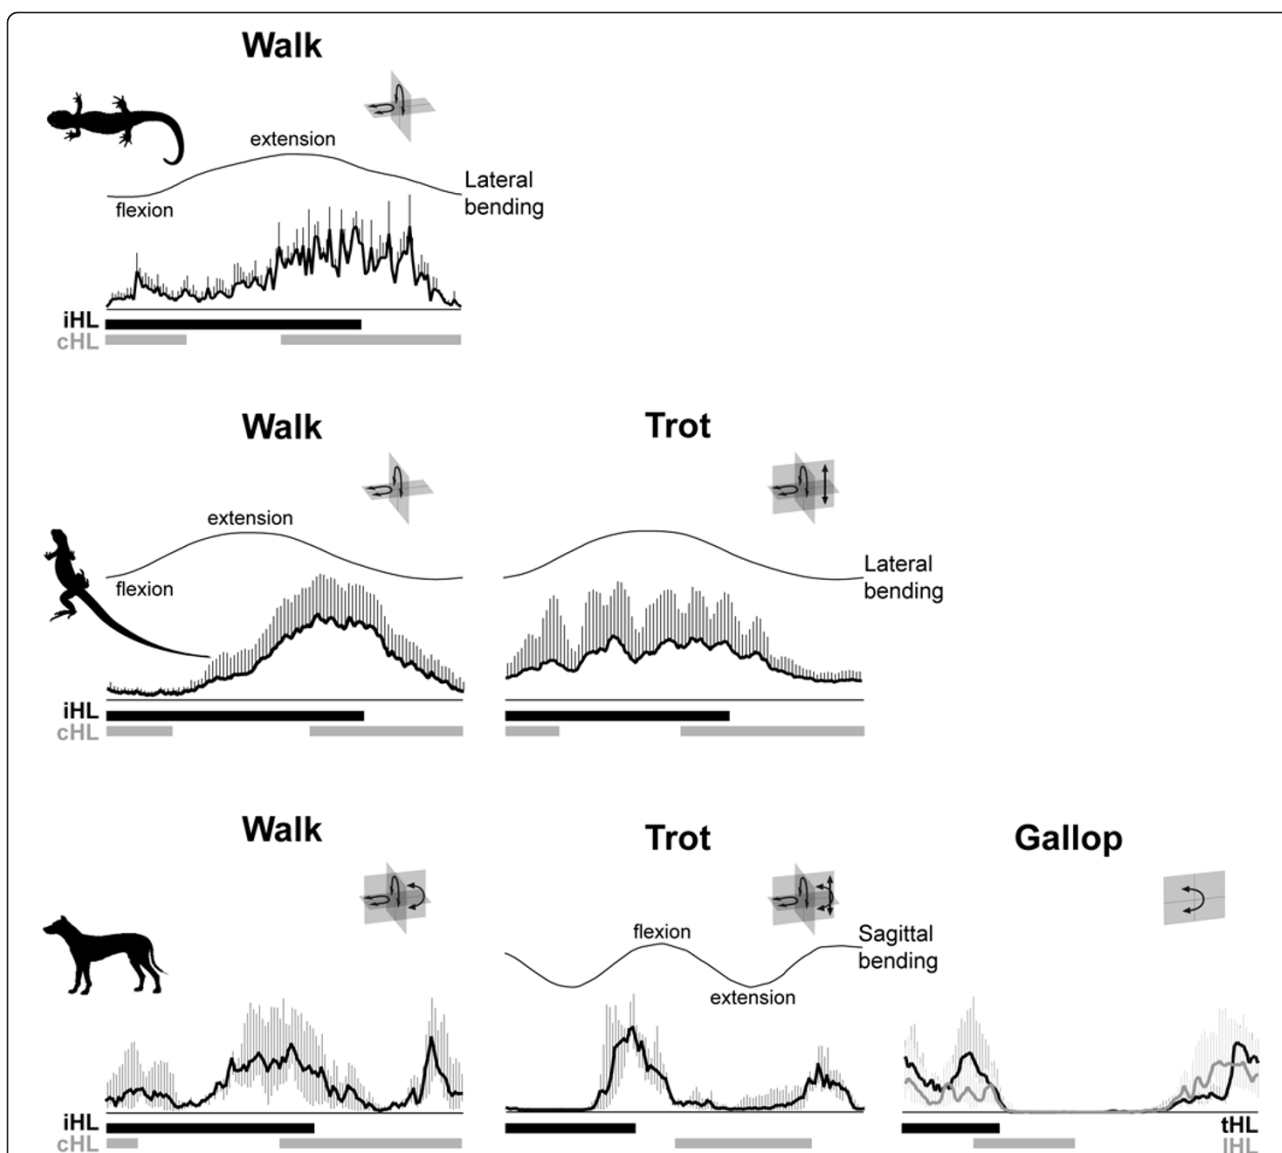 Walk
extension
Lateral
bending
flexion
iHL
cHL
Walk
Trot
extension
flexion
Lateral
bending
iHL
cHL
Walk
Trot
Gallop
flexion
Sagittal
bending
extension
iHL
tHL
cHL
lHL